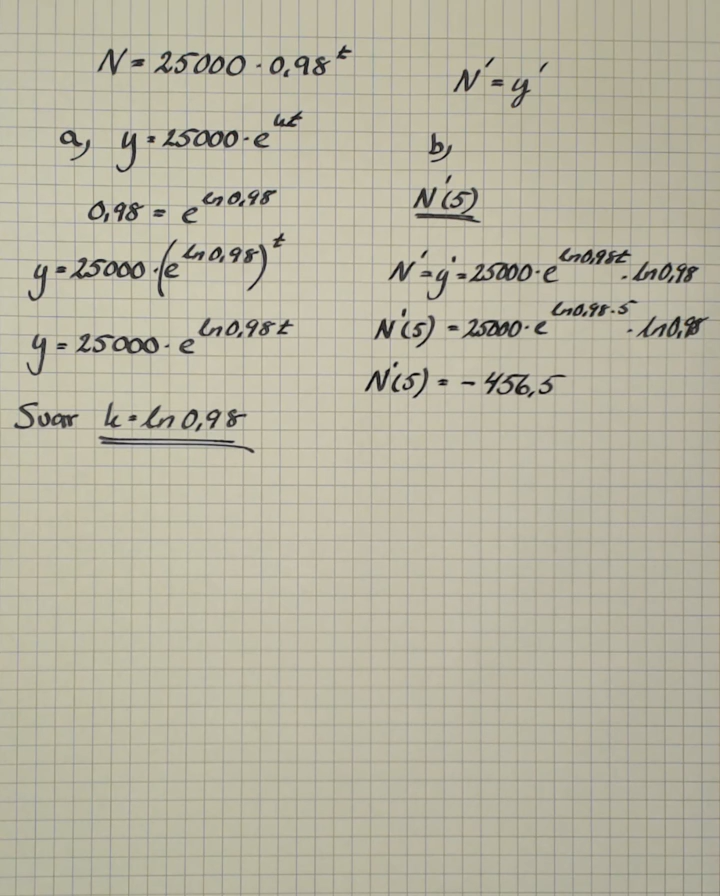 N = 25000 · 0,98^t
N' = y'
a) y = 25000 · e^kt
0,98 = e^ln 0,98
y = 25000 · (e^ln 0,98)^t
y = 25000 · e^ln 0,98t
Svar k = ln 0,98
b)
N'(5)
N' = y' = 25000 · e^ln 0,98t · ln 0,98
N'(5) = 25000 · e^ln 0,98 · 5 · ln 0,98
N'(5) = - 456,5